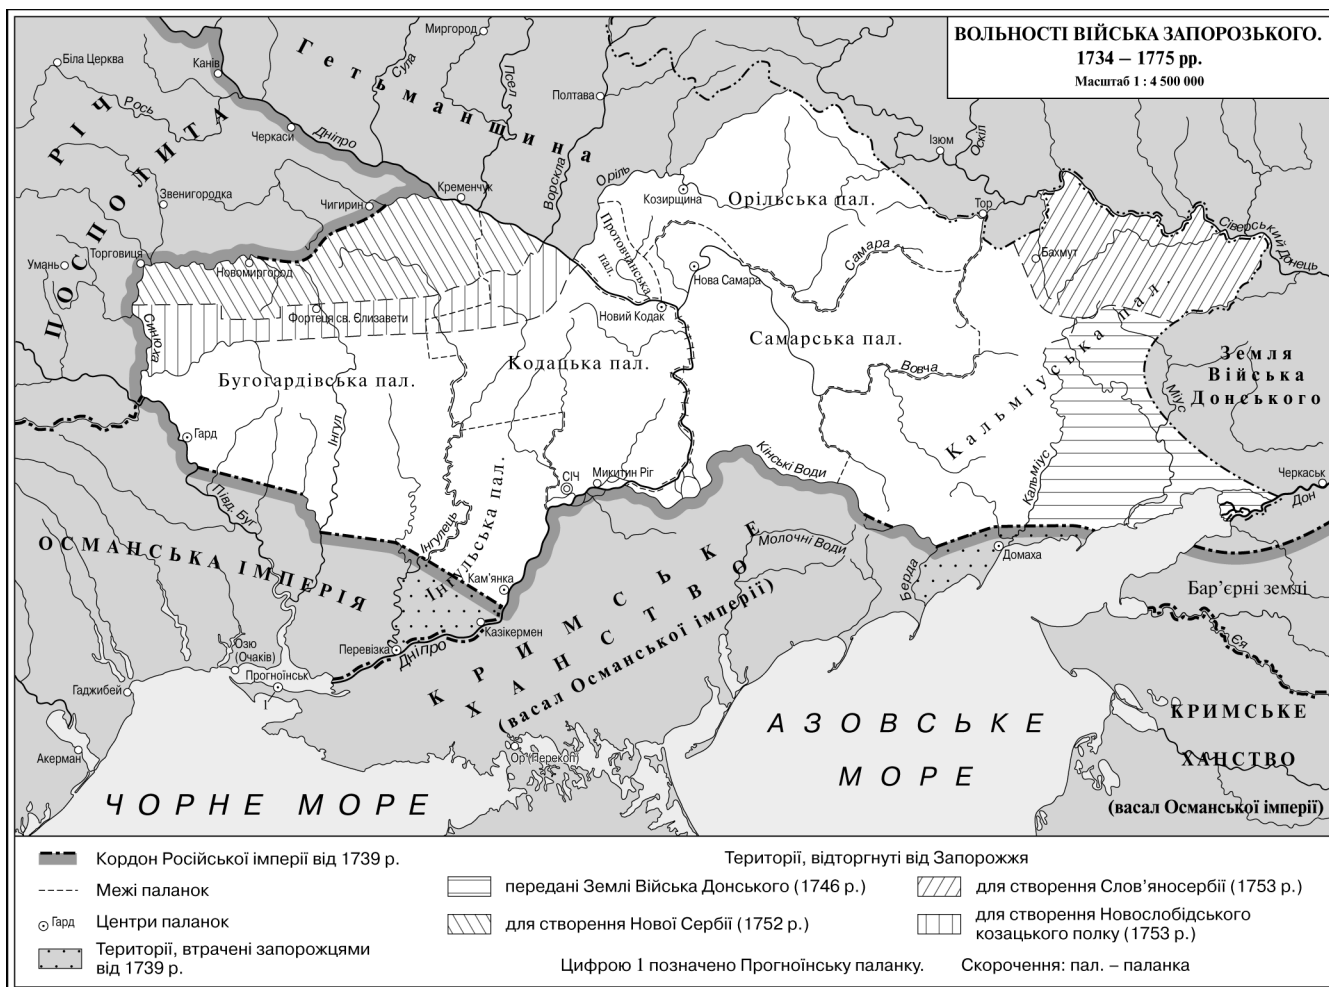 ВОЛЬНОСТІ ВІЙСЬКА ЗАПОРОЗЬКОГО.
1734 – 1775 рр.
Масштаб 1 : 4 500 000
Миргород
Біла Церква
Канів
Гетьманщина
Сула
Псел
Полтава
РІЧ
ПОСПОЛИТА
Рось
Черкаси
Дніпро
Ворскла
Ізюм
Оскіл
Звенигородка
Чигирин
Кременчук
Оріль
Козирщина
Орільська пал.
Тор
Сіверський Донець
Умань
Торговиця
Новомиргород
Протовчанська
пал.
Самара
Нова Самара
Бахмут
Синюха
Фортеця св. Єлизавети
Новий Кодак
Бугогардівська пал.
Кодацька пал.
Самарська пал.
Вовча
Кальміуська пал.
Земля
Війська
Донського
Міус
Гард
Інгул
Інгулець
Інгульська пал.
СІЧ
Микитин Ріг
Кінські Води
Кальміус
Черкаськ
Дон
Півд. Буг
ОСМАНСЬКА ІМПЕРІЯ
Кам’янка
Молочні Води
Берда
Домаха
Бар’єрні землі
Казікермен
Перевізка
Дніпро
КРИМСЬКЕ
ХАНСТВО
(васал Османської імперії)
Озю
(Очаків)
Прогноїнськ
1
Гаджибей
Єя
Акерман
Ор (Перекоп)
ЧОРНЕ МОРЕ
АЗОВСЬКЕ
МОРЕ
КРИМСЬКЕ
ХАНСТВО
(васал Османської імперії)
Кордон Російської імперії від 1739 р.
Межі паланок
Гард
Центри паланок
Території, втрачені запорожцями
від 1739 р.
Території, відторгнуті від Запорожжя
передані Землі Війська Донського (1746 р.)
для створення Нової Сербії (1752 р.)
для створення Слов’яносербії (1753 р.)
для створення Новослобідського
козацького полку (1753 р.)
Цифрою 1 позначено Прогноїнську паланку.
Скорочення: пал. – паланка